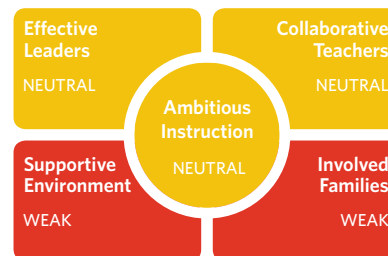 Effective
Leaders
NEUTRAL
Collaborative
Teachers
NEUTRAL
Ambitious
Instruction
NEUTRAL
Supportive
Environment
WEAK
Involved
Families
WEAK